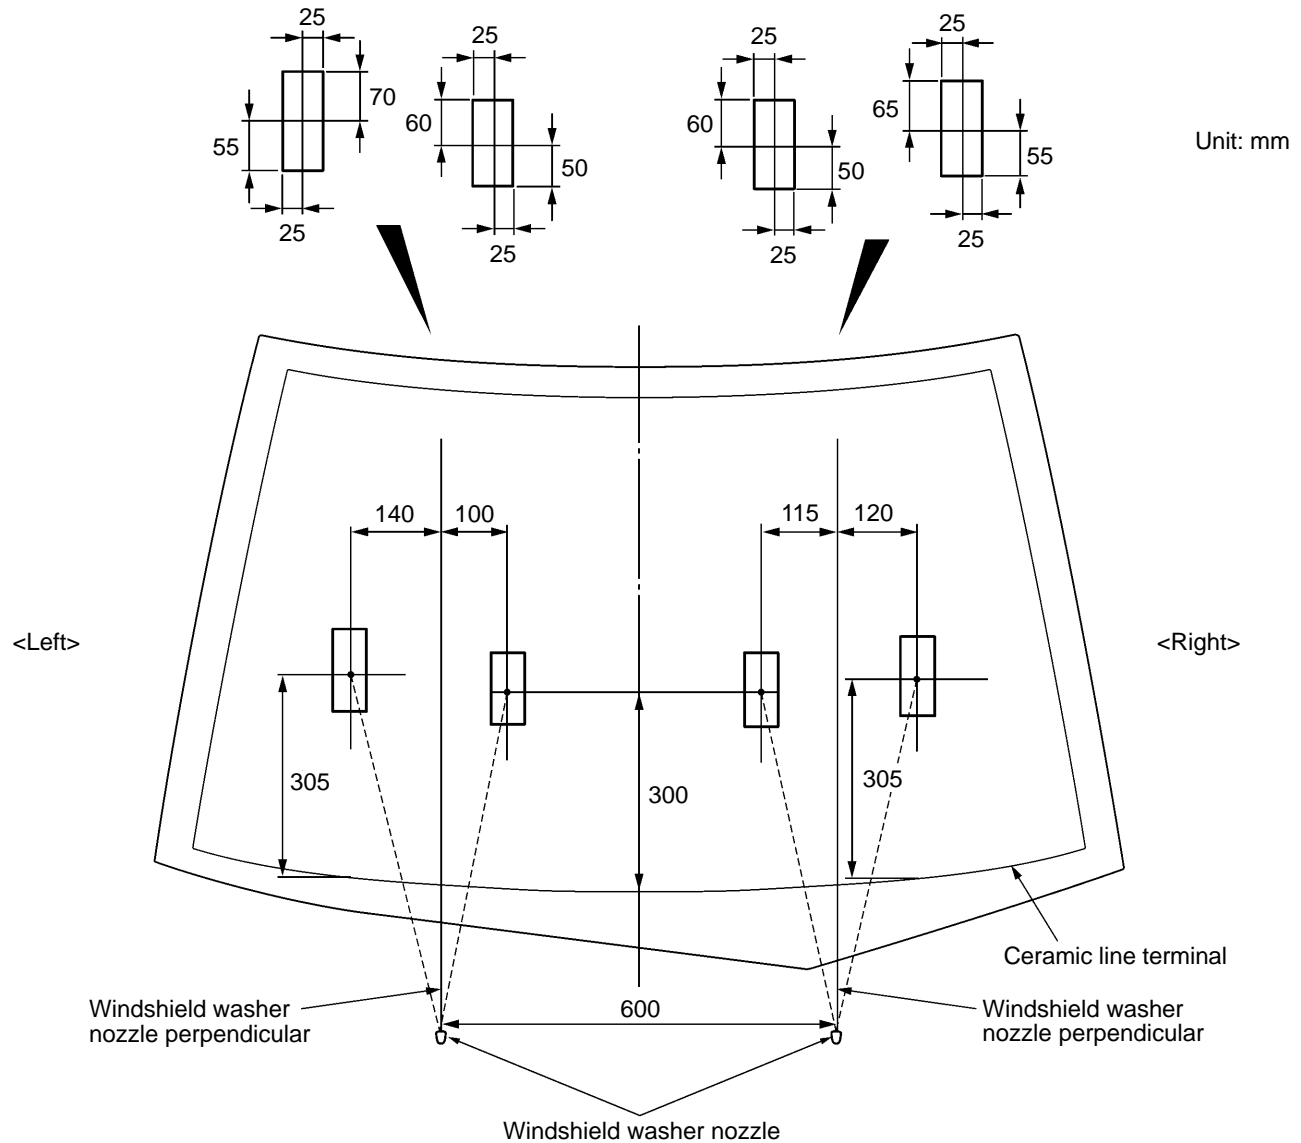 25
25
25
25
70
60
60
65
Unit: mm
55
50
50
55
25
25
25
25
140
100
115
120
<Left>
<Right>
305
300
305
Ceramic line terminal
Windshield washer
nozzle perpendicular
600
Windshield washer
nozzle perpendicular
Windshield washer nozzle